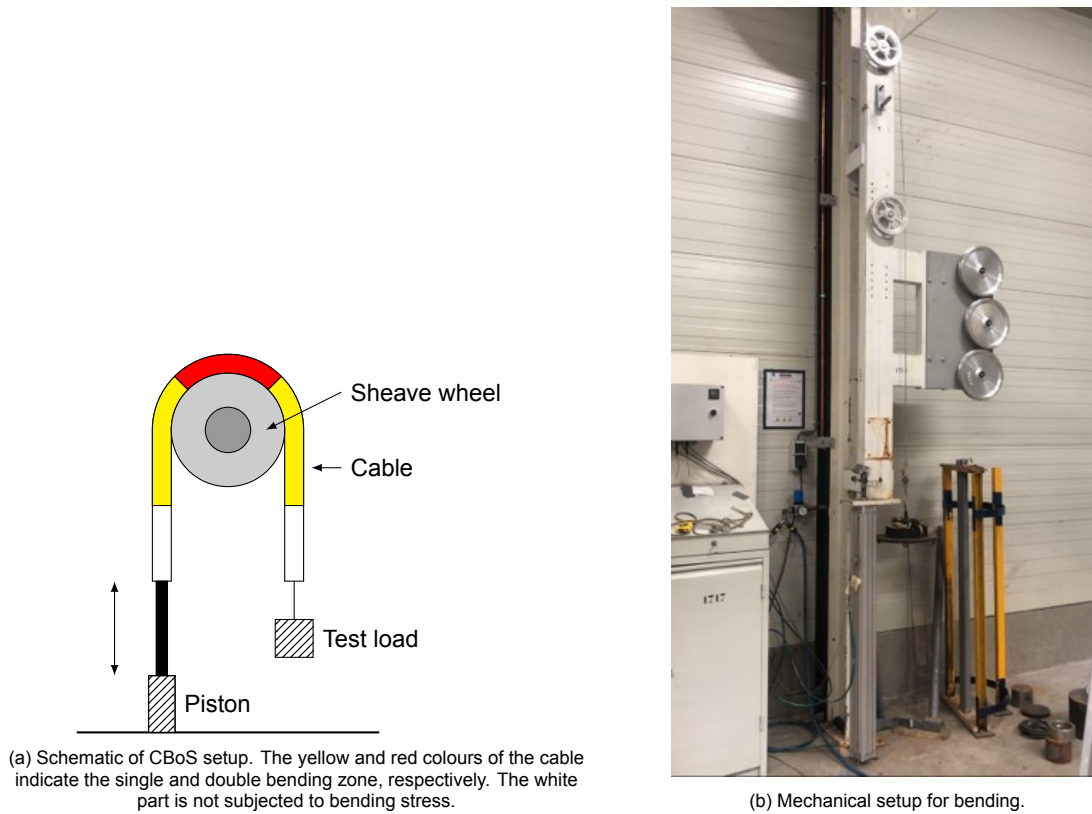 Sheave wheel
Cable
Test load
Piston
(a) Schematic of CBoS setup. The yellow and red colours of the cable
indicate the single and double bending zone, respectively. The white
part is not subjected to bending stress.
1717
(b) Mechanical setup for bending.